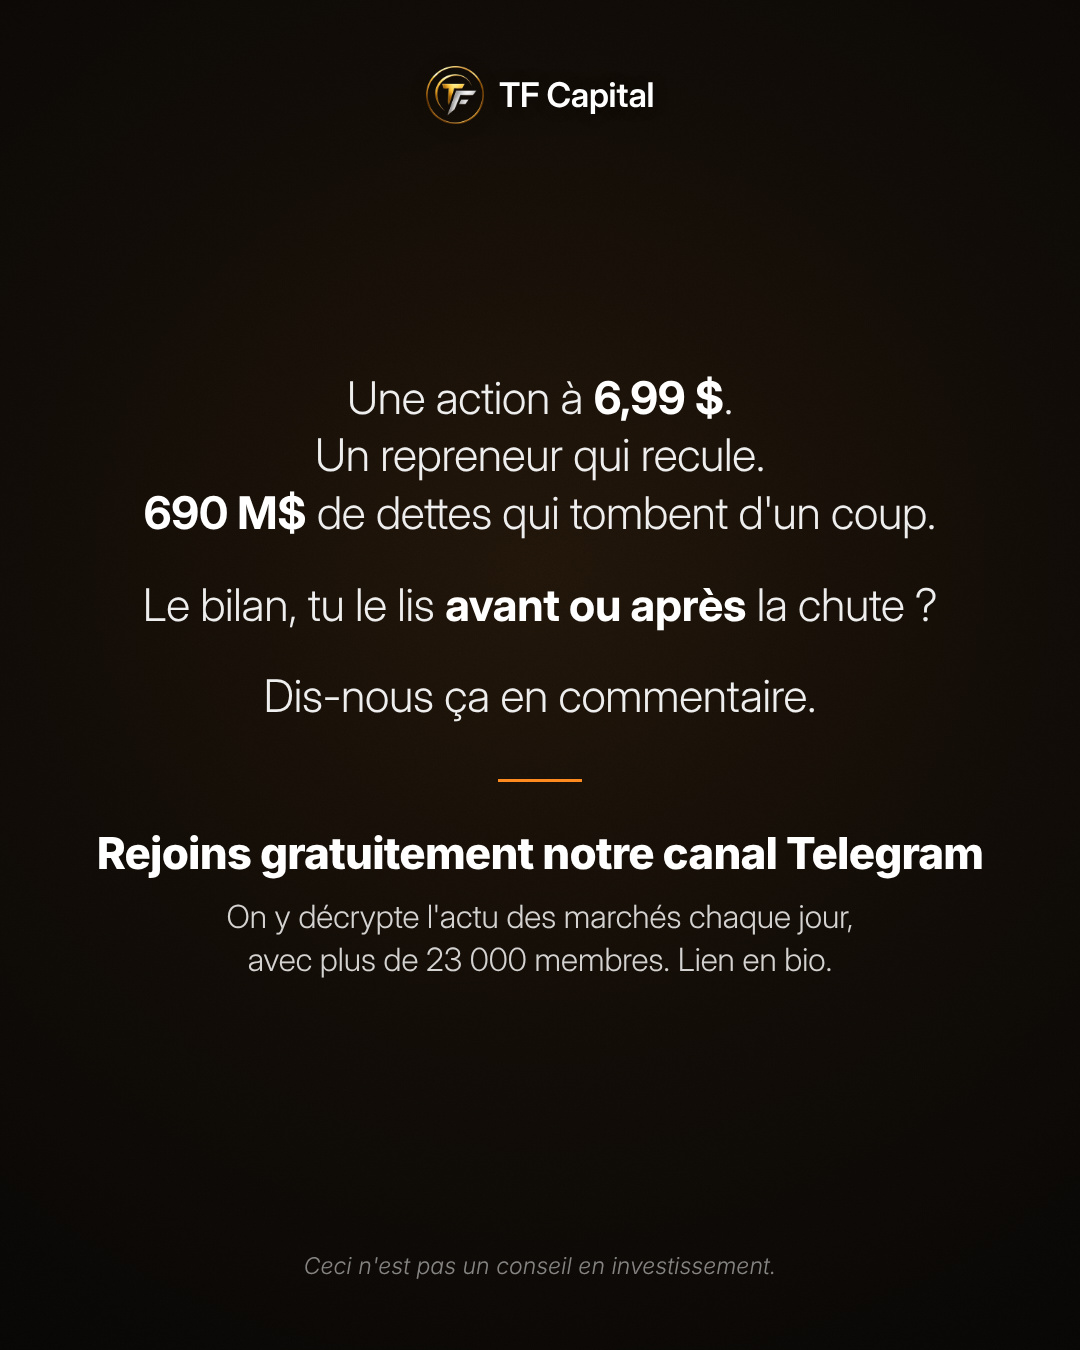 TF TF Capital
Une action à 6,99 $.
Un repreneur qui recule.
690 M$ de dettes qui tombent d'un coup.
Le bilan, tu le lis avant ou après la chute ?
Dis-nous ça en commentaire.
Rejoins gratuitement notre canal Telegram
On y décrypte l'actu des marchés chaque jour,
avec plus de 23 000 membres. Lien en bio.
Ceci n'est pas un conseil en investissement.